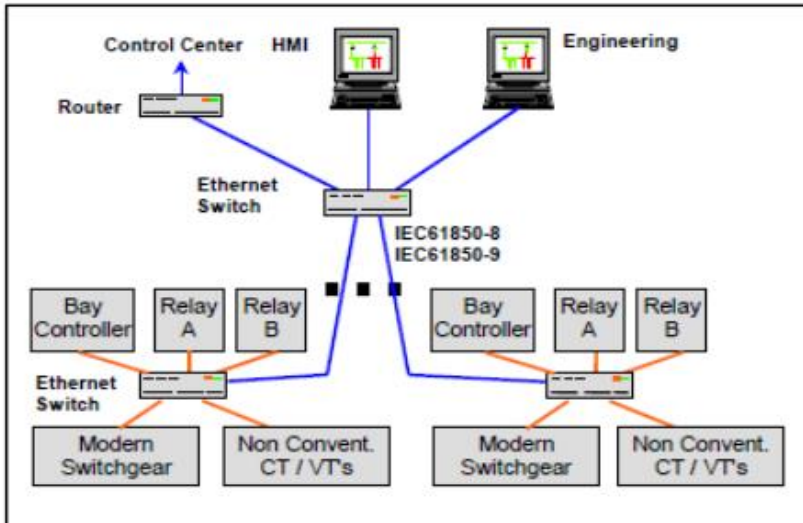 Control Center
HMI
Engineering
Router
Ethernet
Switch
IEC61850-8
IEC61850-9
Bay
Controller
Relay
A
Relay
B
Bay
Controller
Relay
A
Relay
B
Ethernet
Switch
Modern
Switchgear
Non Convent.
CT / VT's
Modern
Switchgear
Non Convent.
CT / VT's